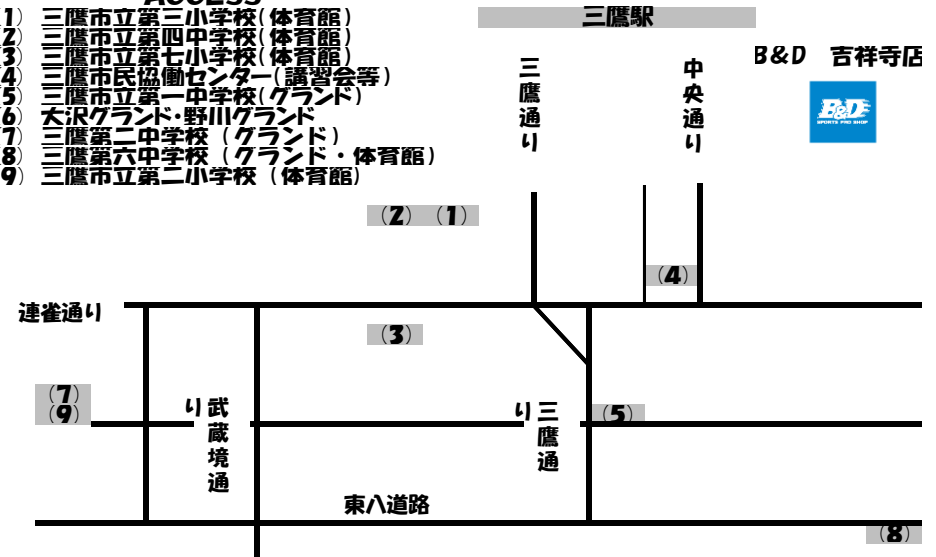 ACCESS
1） 三鷹市立第三小学校(体育館)
2） 三鷹市立第四中学校(体育館)
3） 三鷹市立第七小学校(体育館)
4） 三鷹市民協働センター(講習会等)
5） 三鷹市立第一中学校(グランド)
6） 大沢グランド・野川グランド
7） 三鷹第二中学校（グランド）
8） 三鷹第六中学校（グランド・体育館）
9） 三鷹市立第二小学校（体育館)
三鷹駅
三鷹通り
中央通り
B&D 吉祥寺店
B&D
SPORTS PRO SHOP
（2）（1）
（4）
連雀通り
（3）
（7）
（9）
武蔵境通り
三鷹通り
（5）
東八道路
（8）